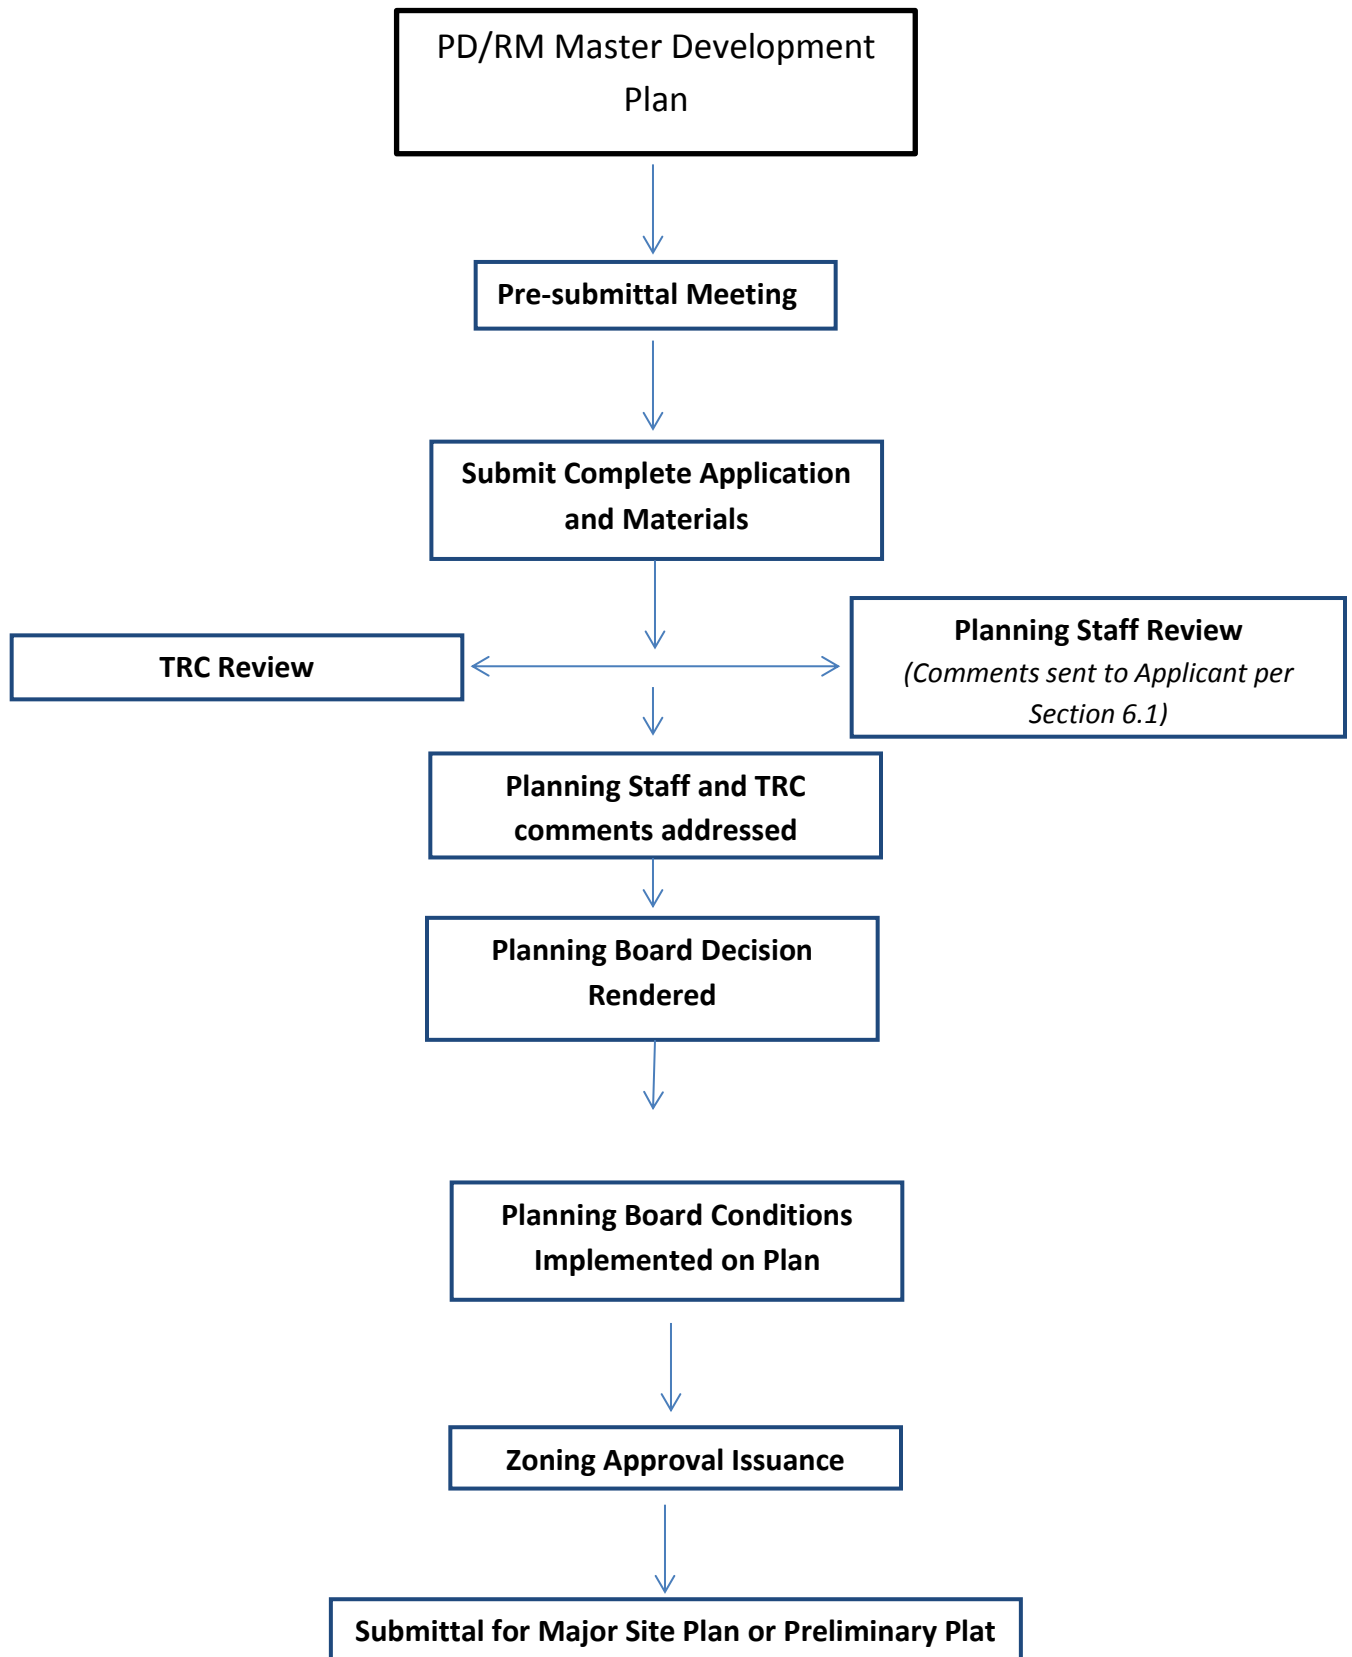 PD/RM Master Development
Plan
Pre-submittal Meeting
Submit Complete Application
and Materials
TRC Review
Planning Staff Review
(Comments sent to Applicant per
Section 6.1)
Planning Staff and TRC
comments addressed
Planning Board Decision
Rendered
Planning Board Conditions
Implemented on Plan
Zoning Approval Issuance
Submittal for Major Site Plan or Preliminary Plat